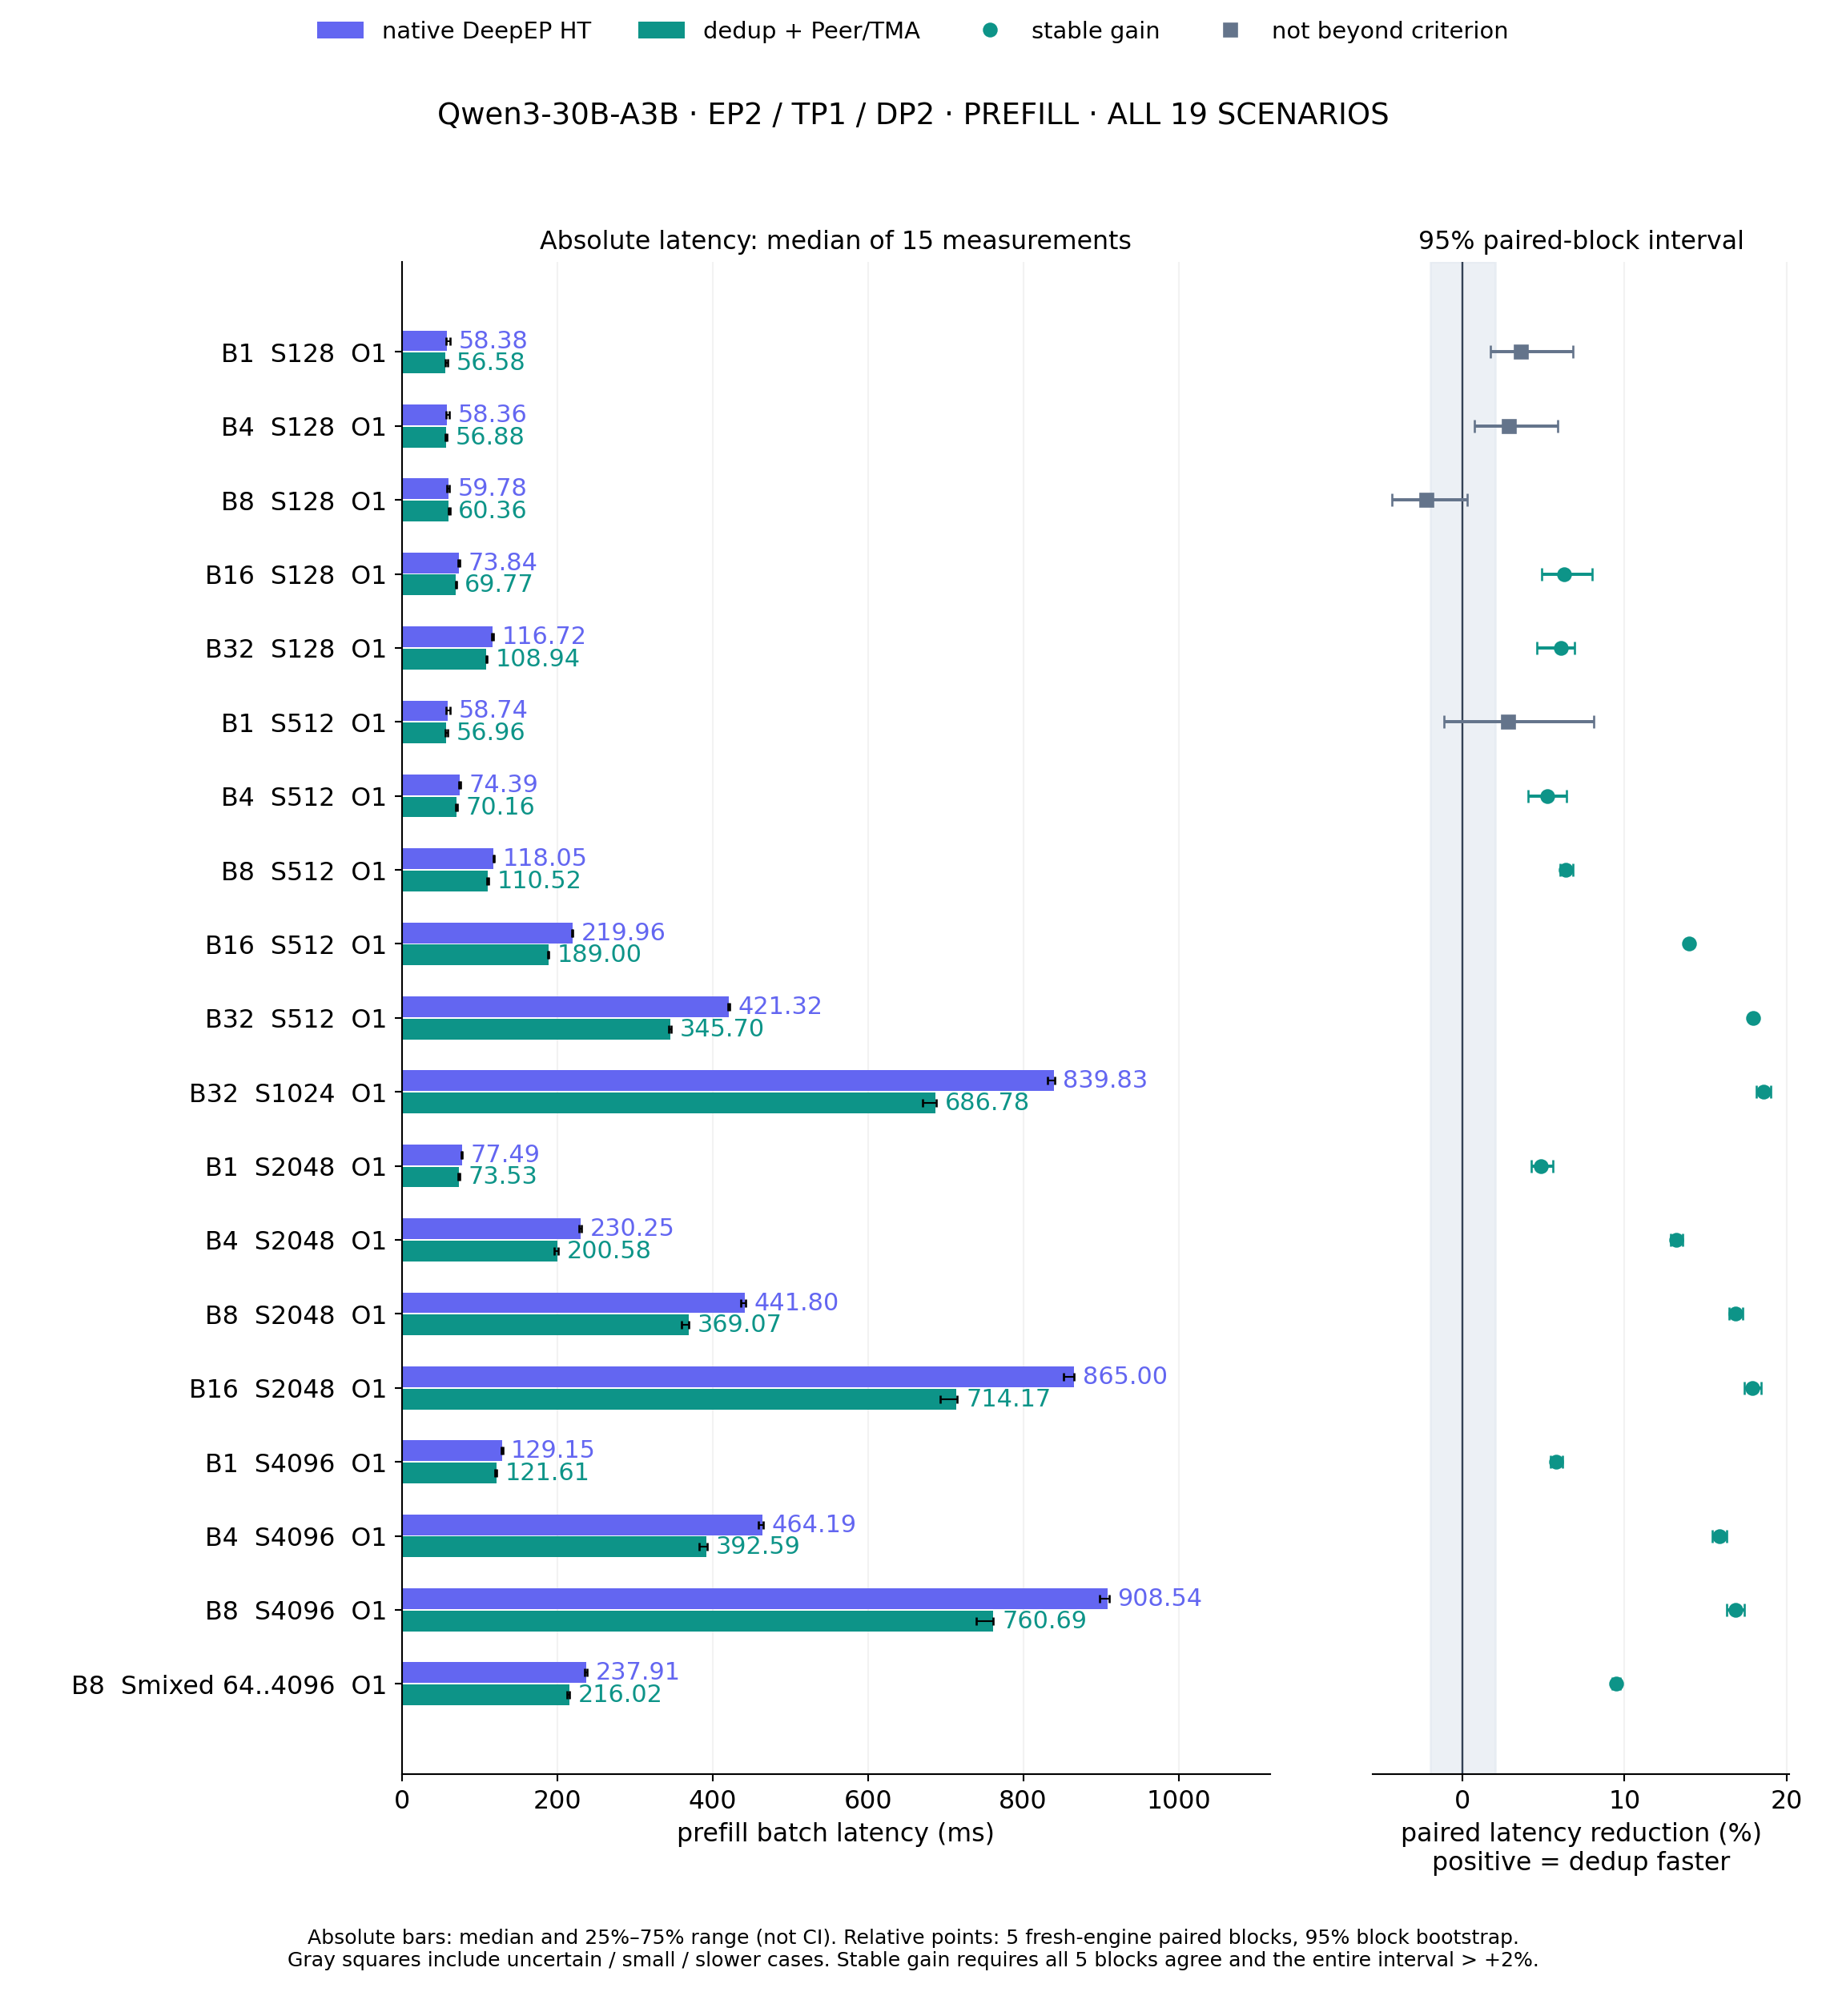 native DeepEP HT   dedup + Peer/TMA   stable gain   not beyond criterion
Qwen3-30B-A3B · EP2 / TP1 / DP2 · PREFILL · ALL 19 SCENARIOS
Absolute latency: median of 15 measurements
95% paired-block interval
B1 S128 O1
58.38
56.58
B4 S128 O1
58.36
56.88
B8 S128 O1
59.78
60.36
B16 S128 O1
73.84
69.77
B32 S128 O1
116.72
108.94
B1 S512 O1
58.74
56.96
B4 S512 O1
74.39
70.16
B8 S512 O1
118.05
110.52
B16 S512 O1
219.96
189.00
B32 S512 O1
421.32
345.70
B32 S1024 O1
839.83
686.78
B1 S2048 O1
77.49
73.53
B4 S2048 O1
230.25
200.58
B8 S2048 O1
441.80
369.07
B16 S2048 O1
865.00
714.17
B1 S4096 O1
129.15
121.61
B4 S4096 O1
464.19
392.59
B8 S4096 O1
908.54
760.69
B8 Smixed 64..4096 O1
237.91
216.02
0 200 400 600 800 1000
prefill batch latency (ms)
0 10 20
paired latency reduction (%)
positive = dedup faster
Absolute bars: median and 25%–75% range (not CI). Relative points: 5 fresh-engine paired blocks, 95% block bootstrap.
Gray squares include uncertain / small / slower cases. Stable gain requires all 5 blocks agree and the entire interval > +2%.